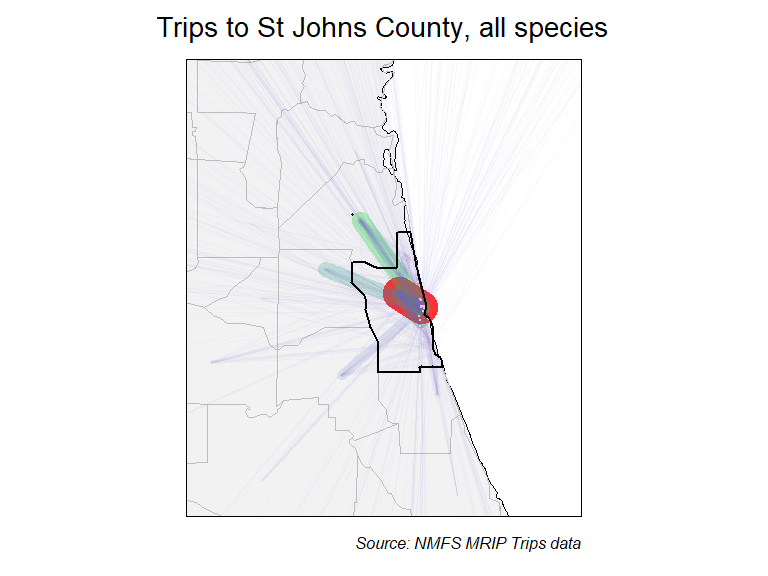 Trips to St Johns County, all species
Source: NMFS MRIP Trips data